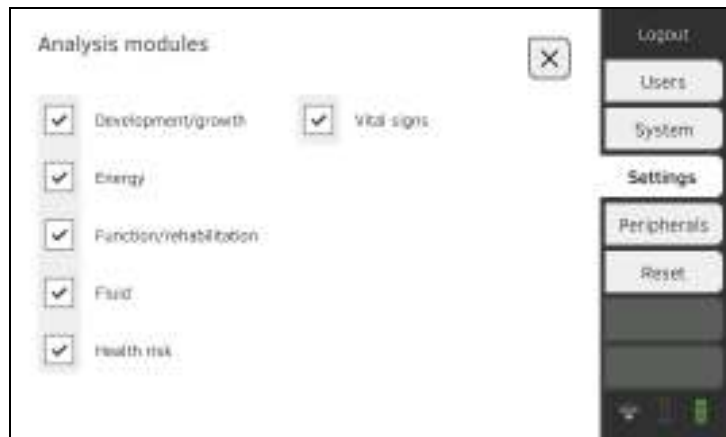 Analysis modules
Development/growth
Energy
Function/rehabilitation
Fluid
Health risk
Vital signs
Logout
Users
System
Settings
Peripherals
Reset